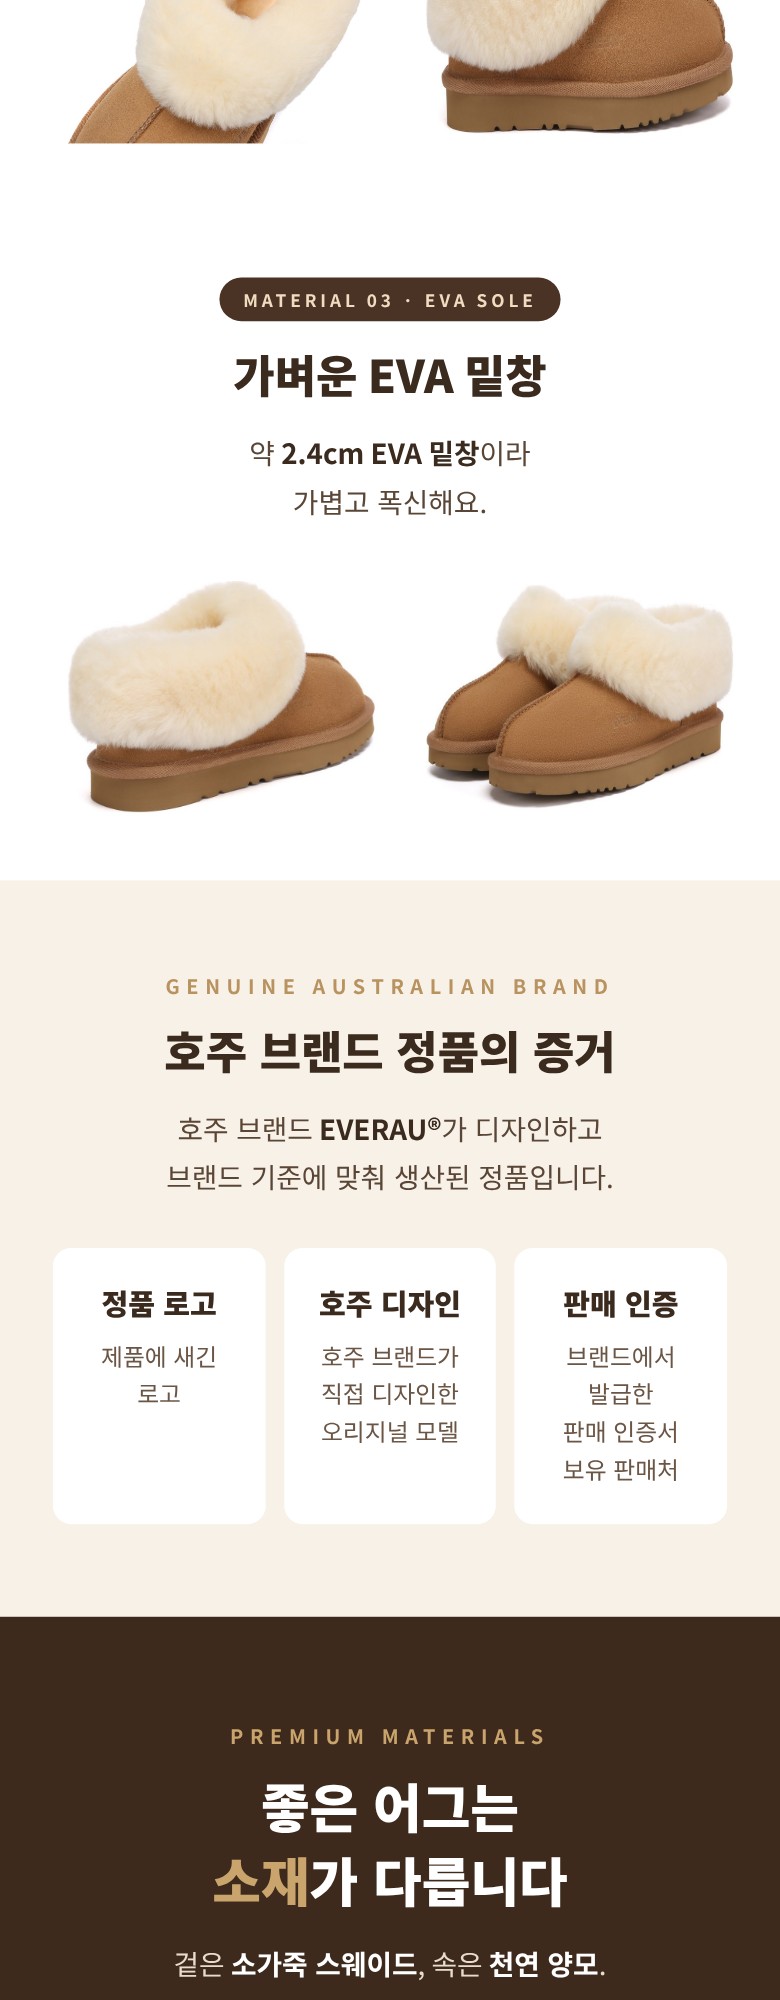 MATERIAL 03 · EVA SOLE
가벼운 EVA 밑창
약 2.4cm EVA 밑창이라
가볍고 폭신해요.
GENUINE AUSTRALIAN BRAND
호주 브랜드 정품의 증거
호주 브랜드 EVERAU®가 디자인하고
브랜드 기준에 맞춰 생산된 정품입니다.
정품 로고
제품에 새긴
로고
호주 디자인
호주 브랜드가
직접 디자인한
오리지널 모델
판매 인증
브랜드에서
발급한
판매 인증서
보유 판매처
PREMIUM MATERIALS
좋은 어그는
소재가 다릅니다
겉은 소가죽 스웨이드, 속은 천연 양모.